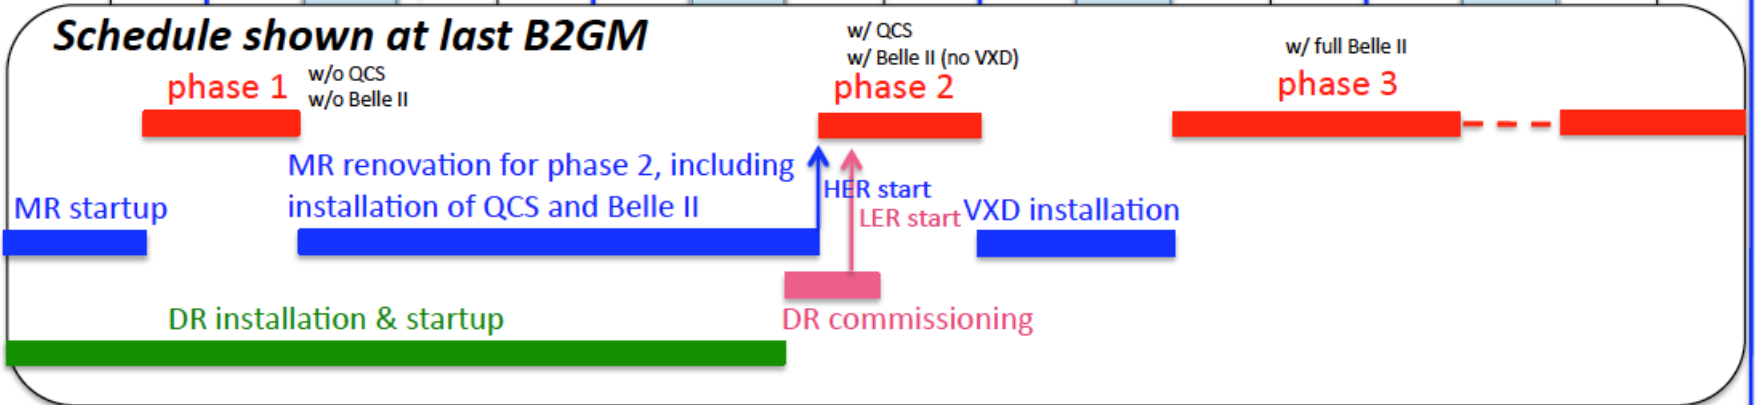 Schedule shown at last B2GM
phase 1
w/o QCS
w/o Belle II
w/ QCS
w/ Belle II (no VXD)
phase 2
w/ full Belle II
phase 3
MR startup
MR renovation for phase 2, including
installation of QCS and Belle II
HER start
LER start
VXD installation
DR installation & startup
DR commissioning